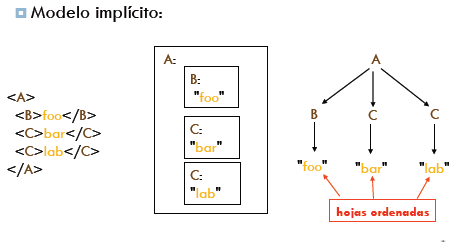 Modelo implícito:
<A>
<B>foo</B>
<C>bar</C>
<C>lab</C>
</A>
A:
B:
"foo"
C:
"bar"
C:
"lab"
A
B C C
"foo" "bar" "lab"
hojas ordenadas